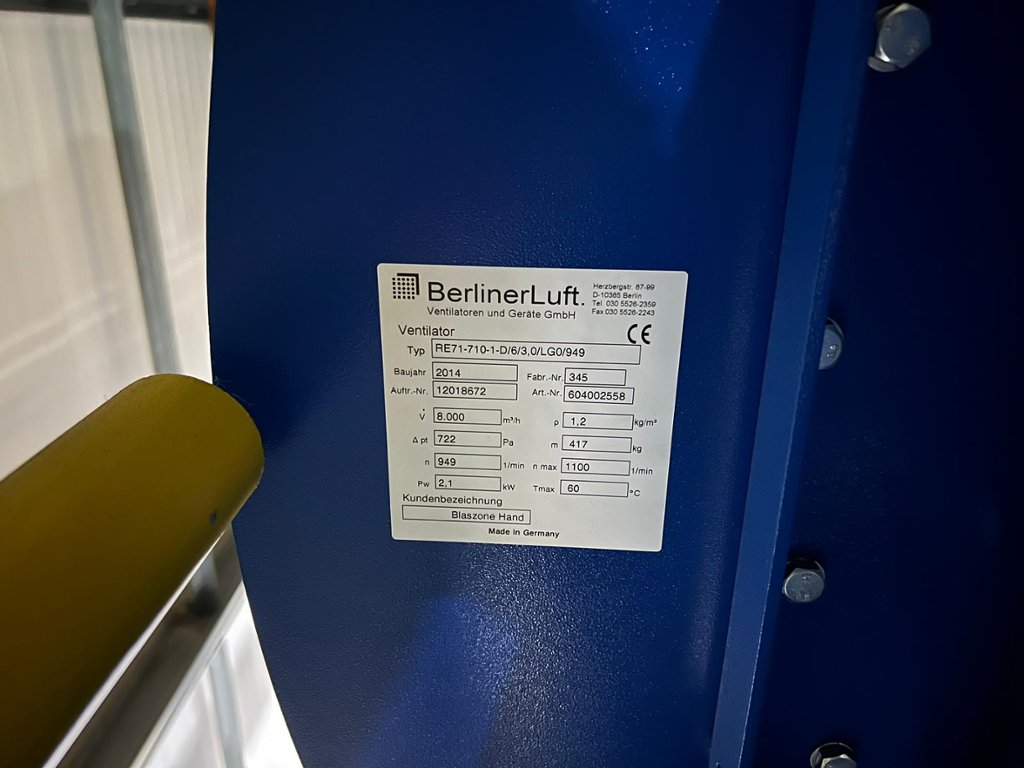 BerlinerLuft.
Ventilatoren und Geräte GmbH
Herzbergstr. 87-99
D-10365 Berlin
Tel. 030 5526-2359
Fax 030 5526-2243
CE
Ventilator
Typ RE71-710-1-D/6/3,0/LG0/949
Baujahr 2014 Fabr.-Nr. 345
Auftr.-Nr. 12018672 Art.-Nr. 604002558
V̇ 8.000 m³/h ρ 1,2 kg/m³
Δ pt 722 Pa m 417 kg
n 949 1/min n max 1100 1/min
Pw 2,1 kW Tmax 60 °C
Kundenbezeichnung
Blaszone Hand
Made in Germany